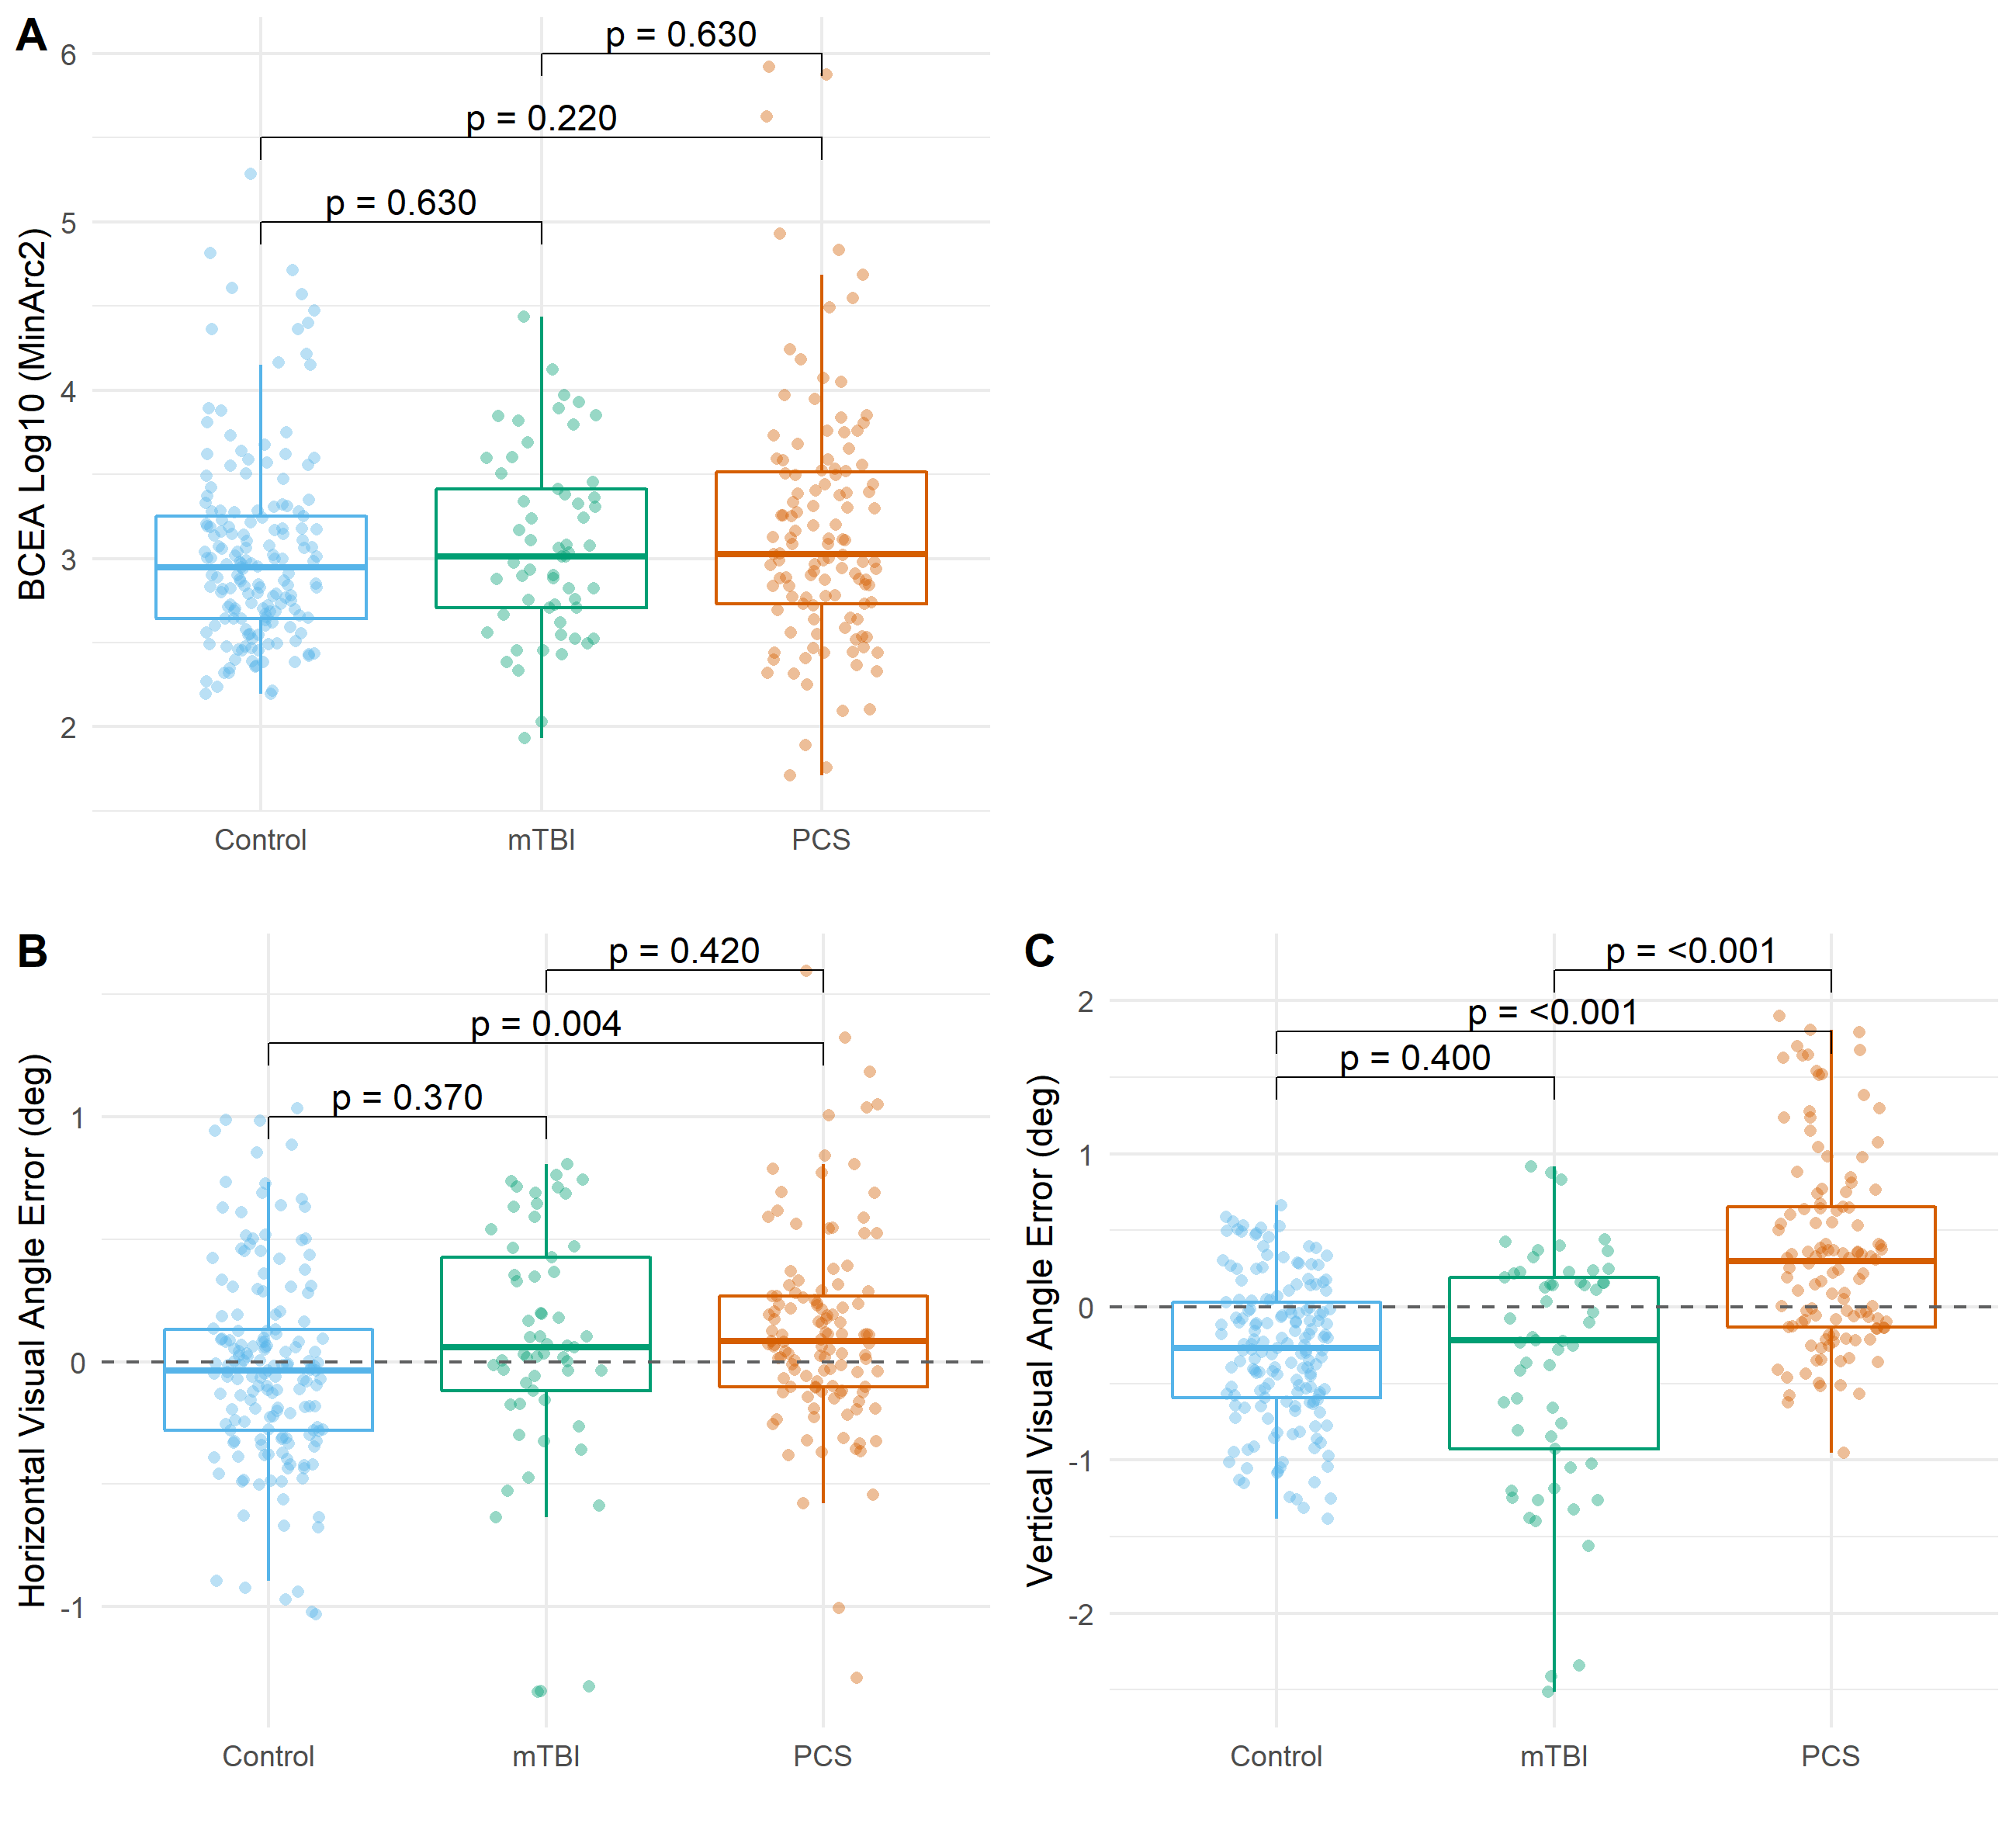 A
p = 0.630
p = 0.220
p = 0.630
BCEA Log10 (MinArc2)
6
5
4
3
2
Control
mTBI
PCS
B
p = 0.420
p = 0.004
p = 0.370
Horizontal Visual Angle Error (deg)
1
0
-1
Control
mTBI
PCS
C
p = <0.001
p = <0.001
p = 0.400
Vertical Visual Angle Error (deg)
2
1
0
-1
-2
Control
mTBI
PCS